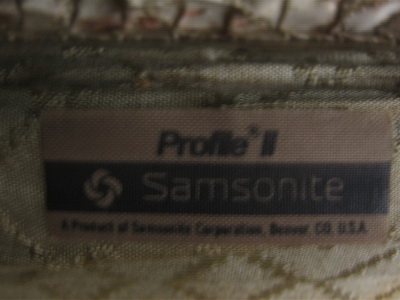 Profile® II
Samsonite
A Product of Samsonite Corporation, Denver, CO. U.S.A.